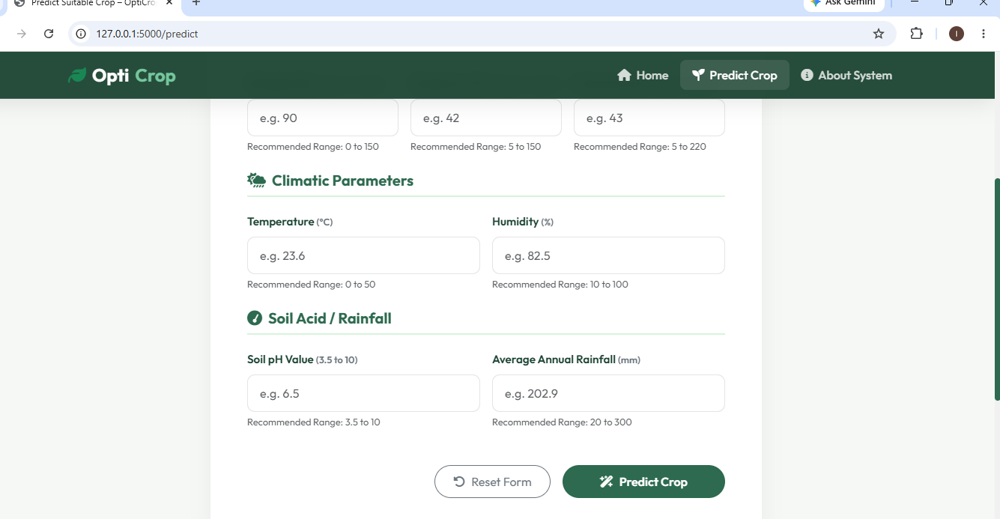 Predict Suitable Crop – OptiCro
Ask Gemini
127.0.0.1:5000/predict
I
Opti Crop
Home
Predict Crop
About System
e.g. 90
e.g. 42
e.g. 43
Recommended Range: 0 to 150
Recommended Range: 5 to 150
Recommended Range: 5 to 220
Climatic Parameters
Temperature (°C)
Humidity (%)
e.g. 23.6
e.g. 82.5
Recommended Range: 0 to 50
Recommended Range: 10 to 100
Soil Acid / Rainfall
Soil pH Value (3.5 to 10)
Average Annual Rainfall (mm)
e.g. 6.5
e.g. 202.9
Recommended Range: 3.5 to 10
Recommended Range: 20 to 300
Reset Form
Predict Crop